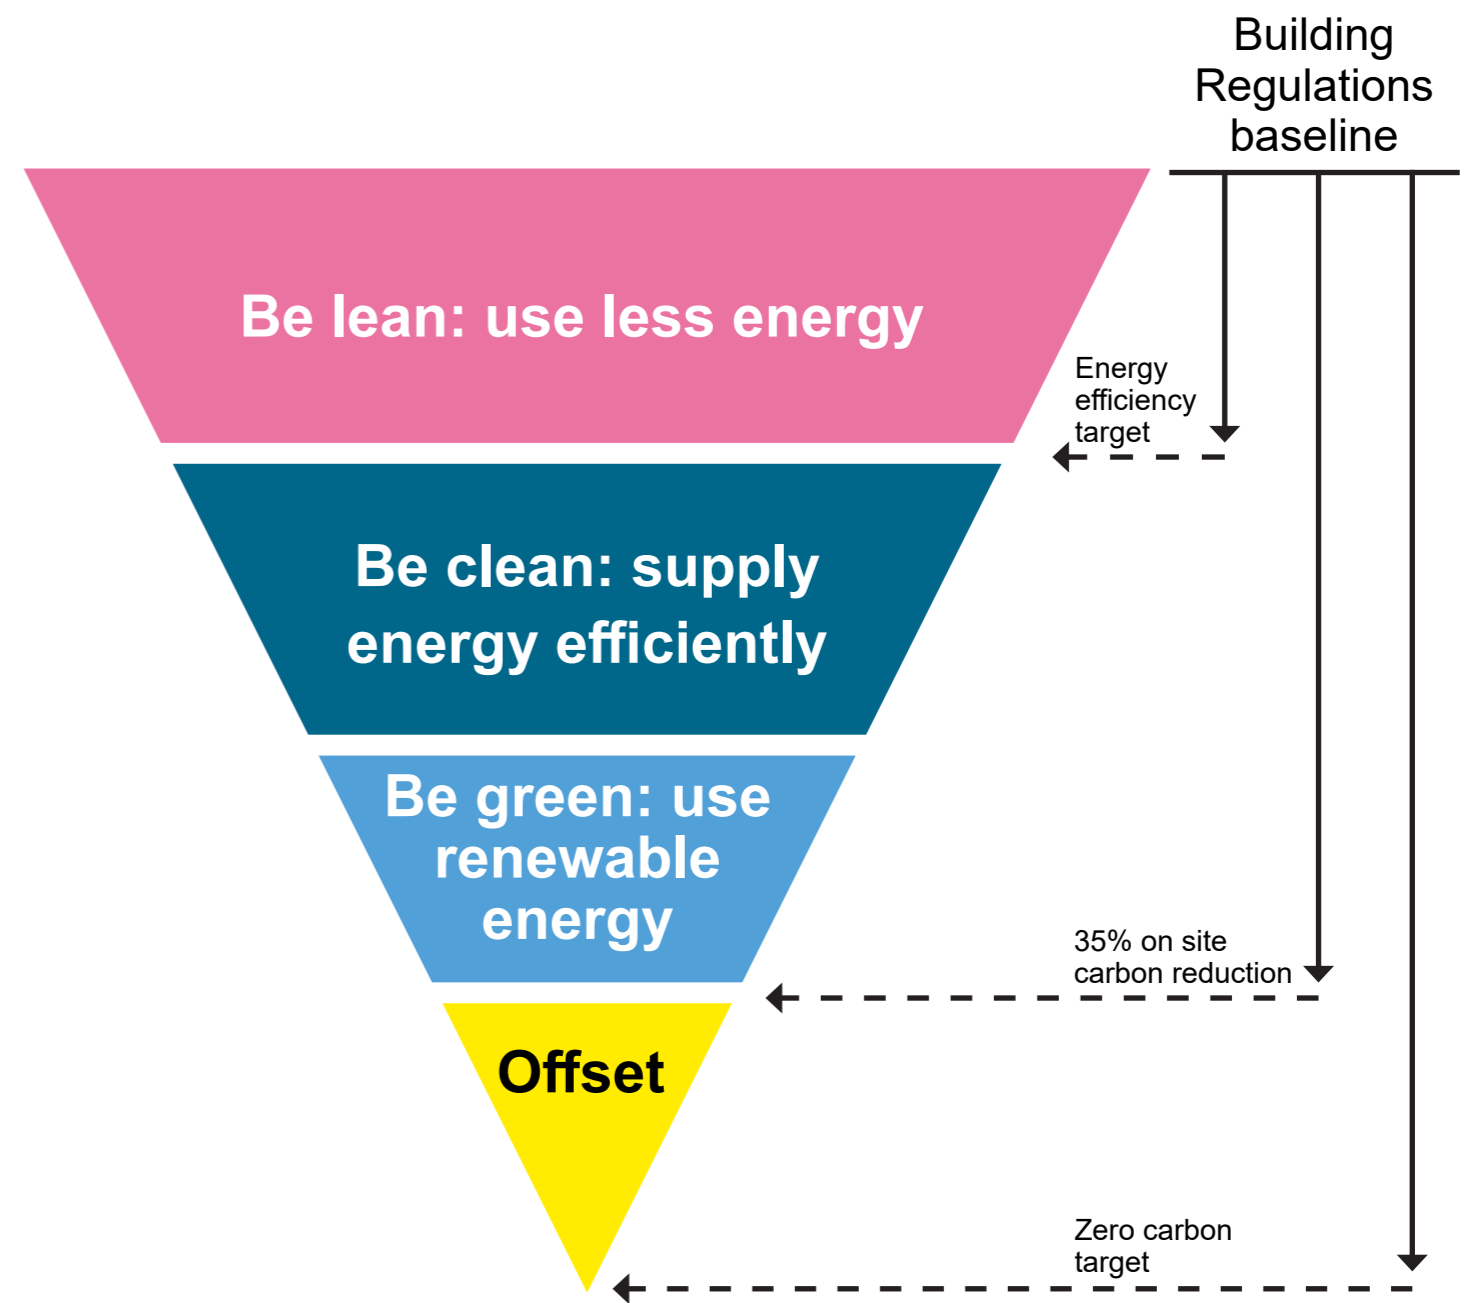 Building
Regulations
baseline
Be lean: use less energy
Energy
efficiency
target
Be clean: supply
energy efficiently
Be green: use
renewable
energy
35% on site
carbon reduction
Offset
Zero carbon
target